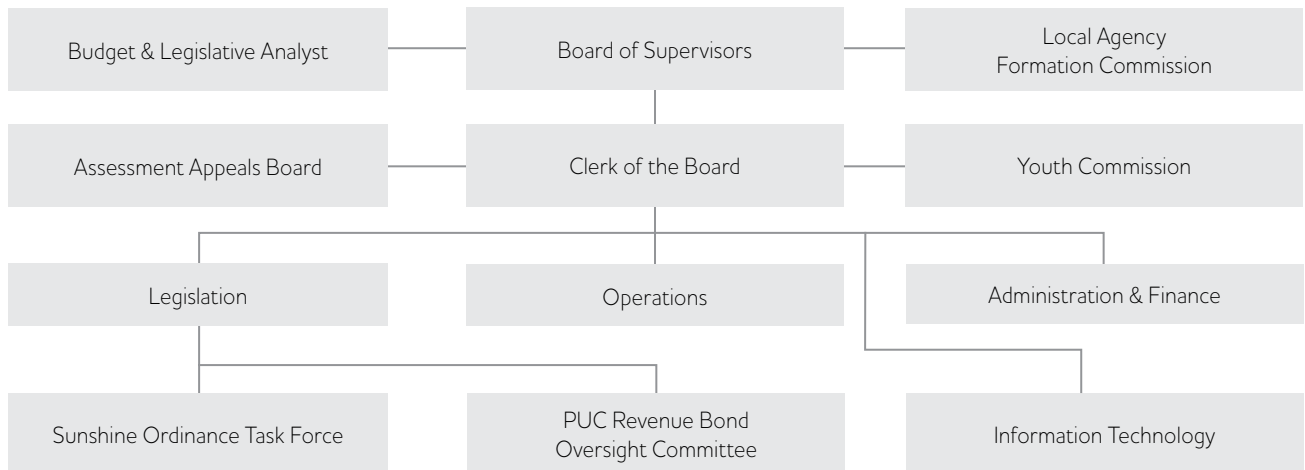 Budget & Legislative Analyst
Board of Supervisors
Local Agency
Formation Commission
Assessment Appeals Board
Clerk of the Board
Youth Commission
Legislation
Operations
Administration & Finance
Sunshine Ordinance Task Force
PUC Revenue Bond
Oversight Committee
Information Technology